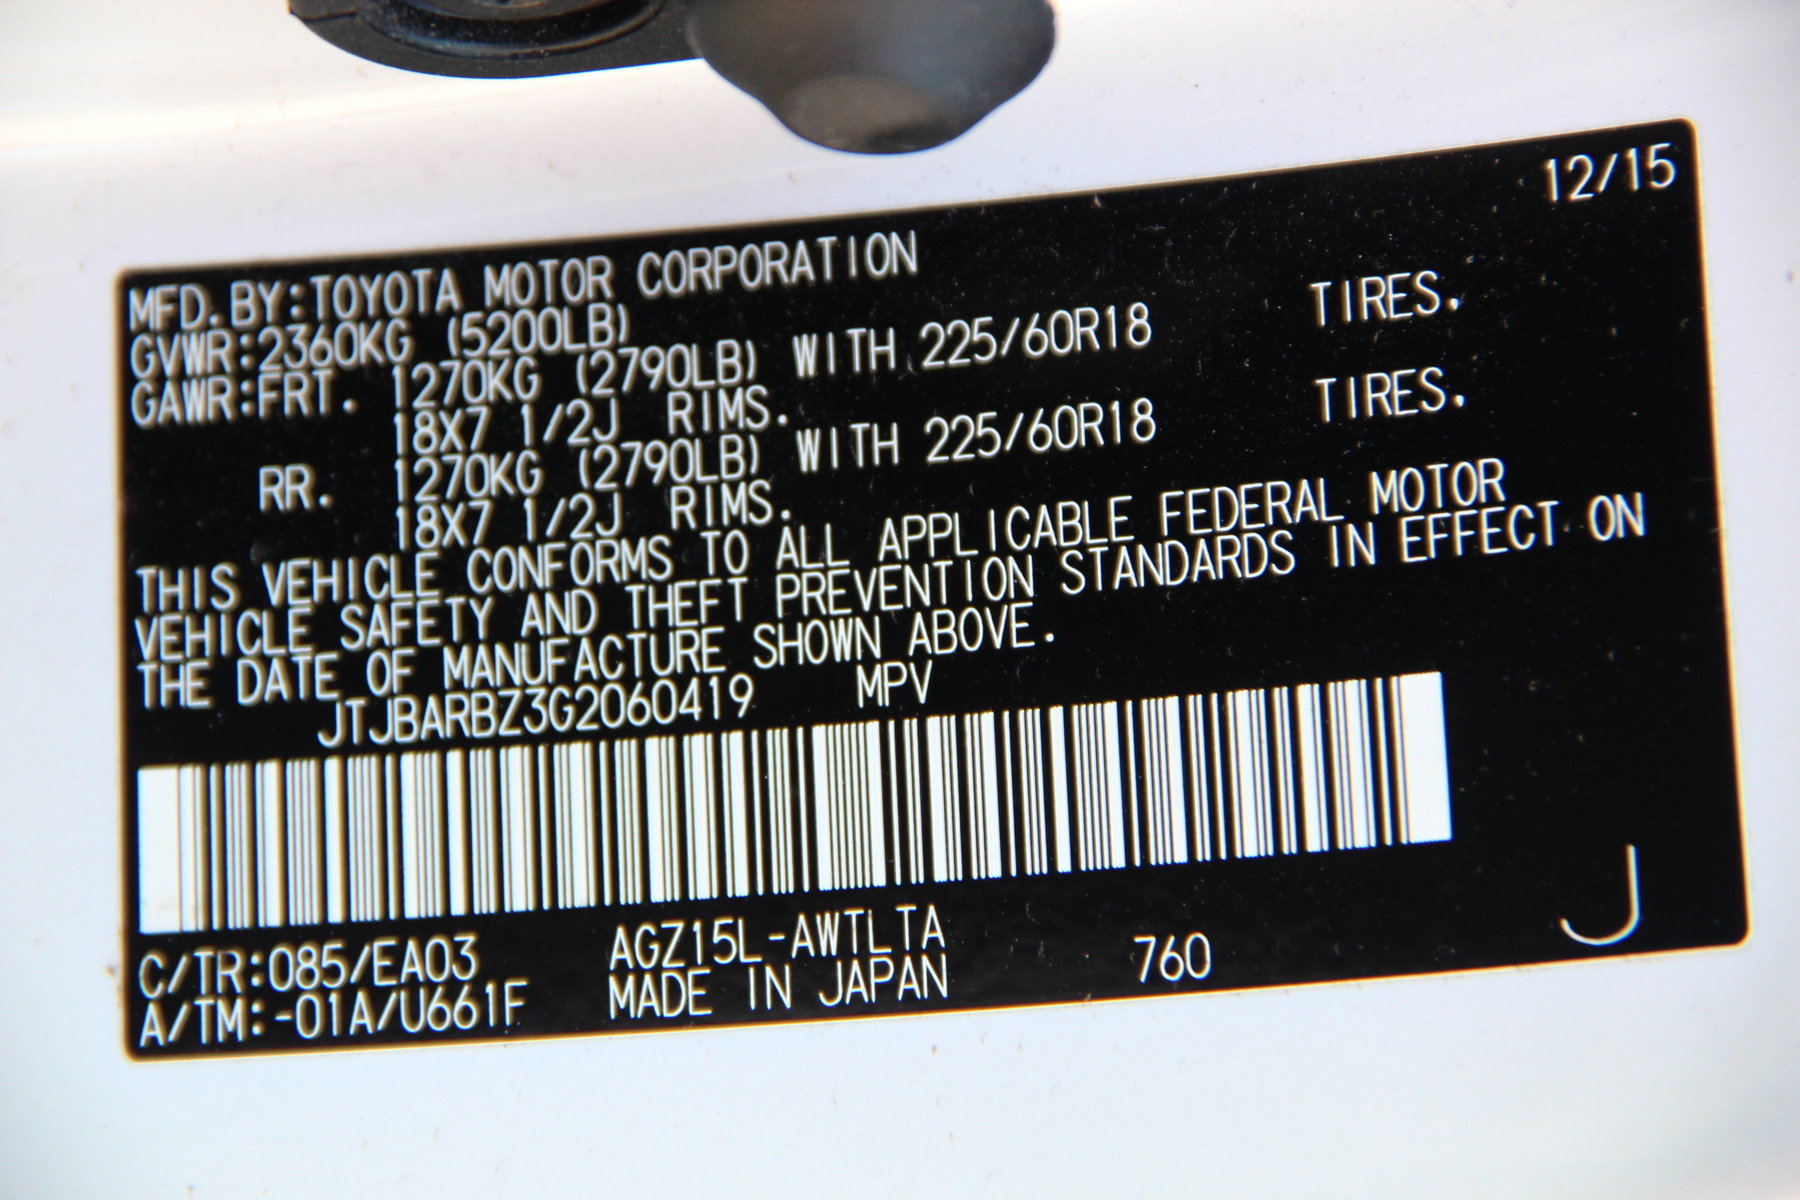 12/15
MFD. BY:TOYOTA MOTOR CORPORATION
GVWR:2360KG (5200LB)
GAWR:FRT. 1270KG (2790LB) WITH 225/60R18 TIRES.
18X7 1/2J RIMS.
RR. 1270KG (2790LB) WITH 225/60R18 TIRES.
18X7 1/2J RIMS.
THIS VEHICLE CONFORMS TO ALL APPLICABLE FEDERAL MOTOR
VEHICLE SAFETY AND THEFT PREVENTION STANDARDS IN EFFECT ON
THE DATE OF MANUFACTURE SHOWN ABOVE.
JTJBARBZ3G2060419 MPV
C/TR:085/EA03 AGZ15L-AWTLTA 760 J
A/TM:-01A/U661F MADE IN JAPAN